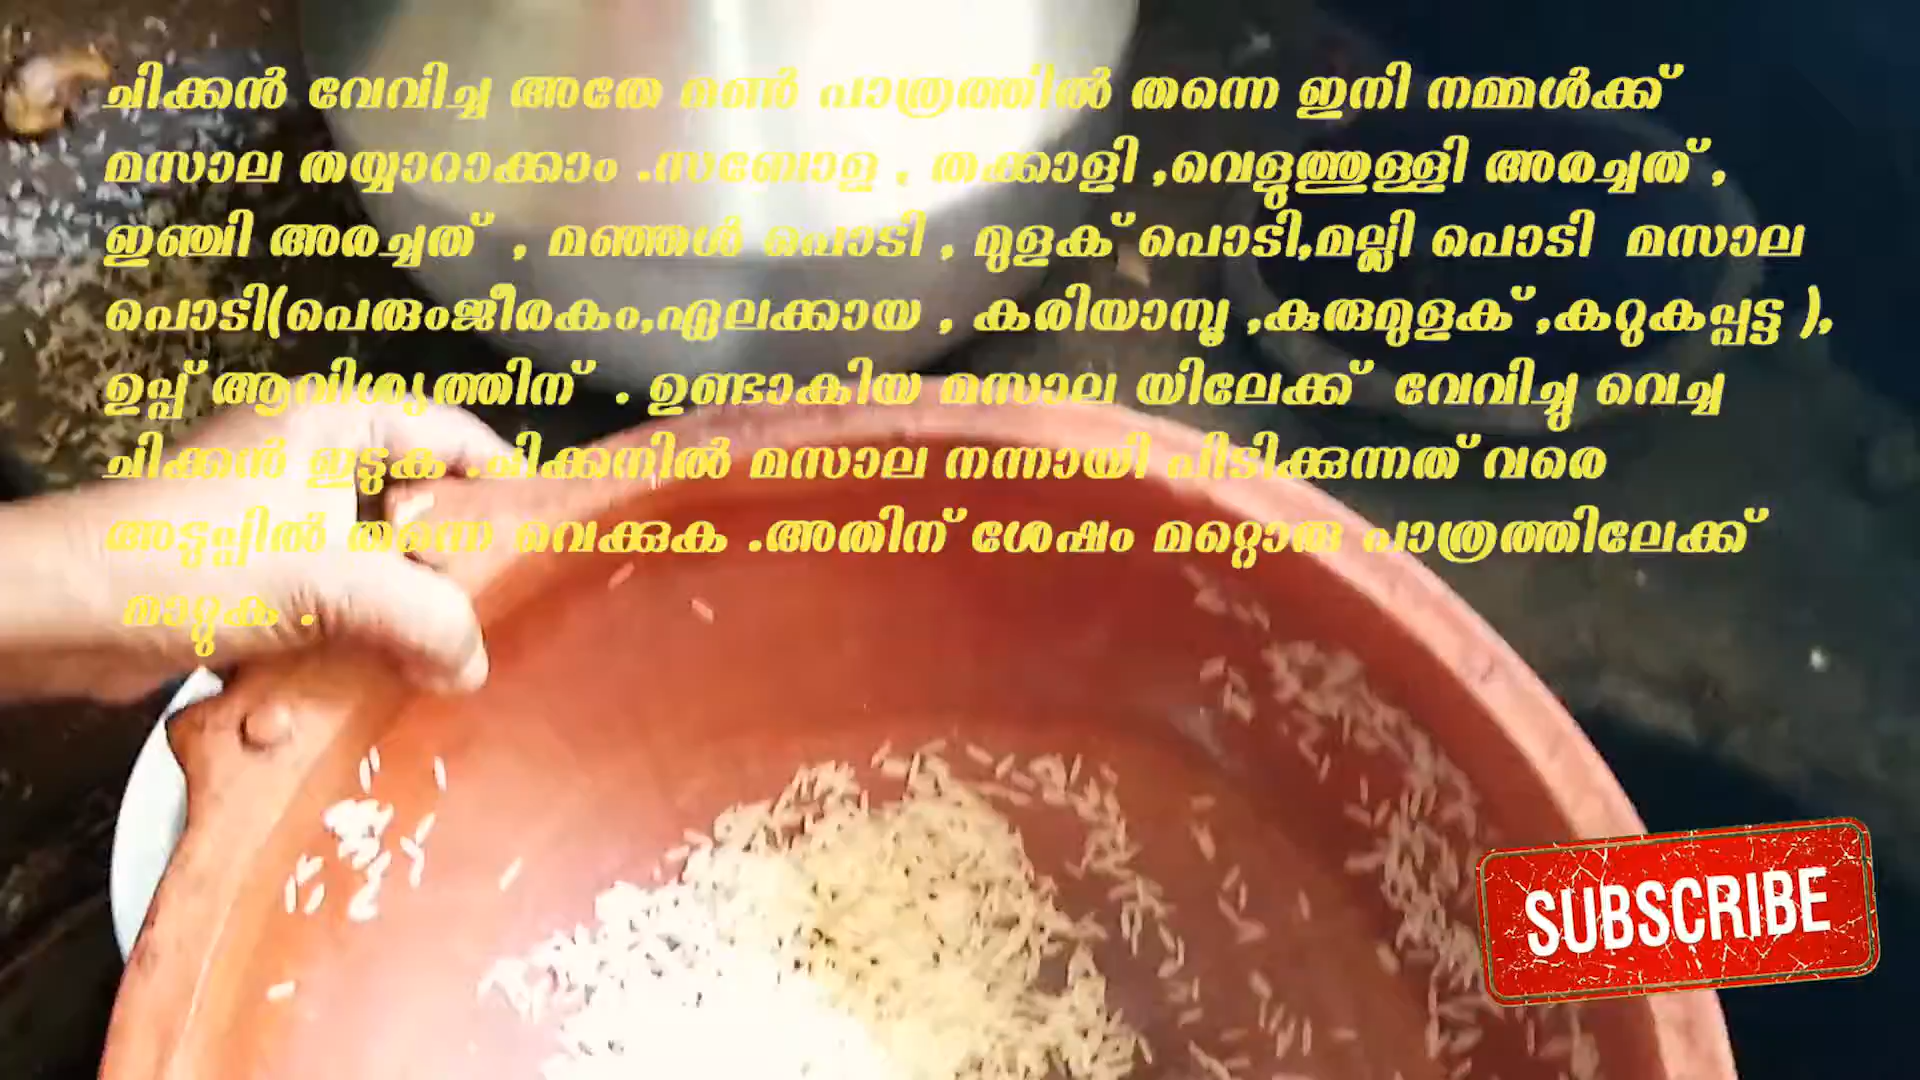 ചിക്കൻ വേവിച്ച അതേ മൺ പാത്രത്തിൽ തന്നെ ഇനി നമ്മൾക്ക്
മസാല തയ്യാറാക്കാം .സബോള , തക്കാളി ,വെളുത്തുള്ളി അരച്ചത് ,
ഇഞ്ചി അരച്ചത് , മഞ്ഞൾ പൊടി , മുളക് പൊടി,മല്ലി പൊടി മസാല
പൊടി(പെരുംജീരകം,ഏലക്കായ , കരിയാമ്പൂ ,കുരുമുളക് ,കറുകപ്പട്ട ),
ഉപ്പ് ആവിശ്യത്തിന് . ഉണ്ടാകിയ മസാല യിലേക്ക് വേവിച്ചു വെച്ച
ചിക്കൻ ഇടുക .ചിക്കനിൽ മസാല നന്നായി പിടിക്കുന്നത് വരെ
അടുപ്പിൽ തന്നെ വെക്കുക .അതിന് ശേഷം മറ്റൊരു പാത്രത്തിലേക്ക്
മാറ്റുക .
SUBSCRIBE